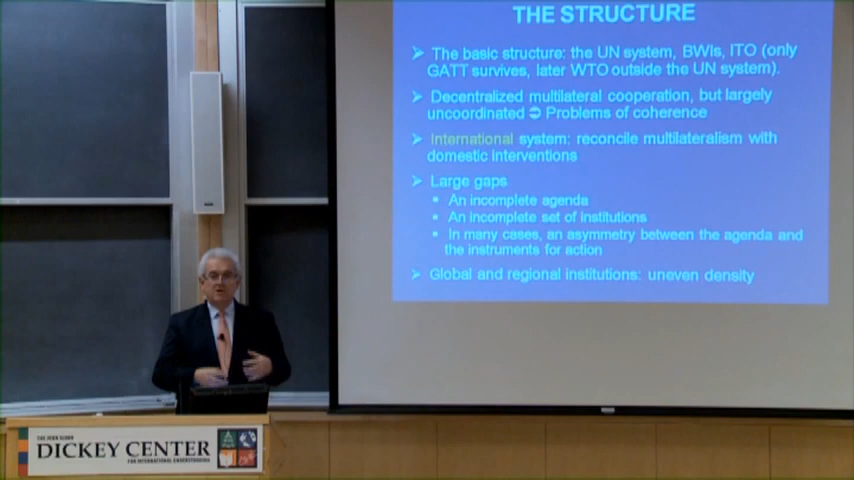 THE STRUCTURE
➢ The basic structure: the UN system, BWIs, ITO (only
GATT survives, later WTO outside the UN system).
➢ Decentralized multilateral cooperation, but largely
uncoordinated ➲ Problems of coherence
➢ International system: reconcile multilateralism with
domestic interventions
➢ Large gaps
▪ An incomplete agenda
▪ An incomplete set of institutions
▪ In many cases, an asymmetry between the agenda and
the instruments for action
➢ Global and regional institutions: uneven density
THE JOHN SLOAN
DICKEY CENTER
FOR INTERNATIONAL UNDERSTANDING